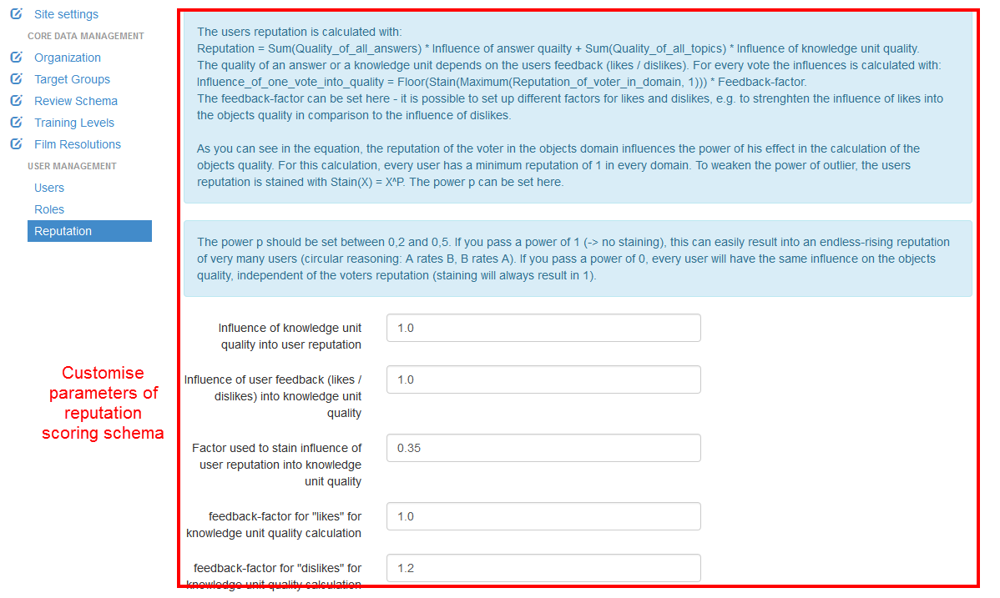 Site settings
CORE DATA MANAGEMENT
Organization
Target Groups
Review Schema
Training Levels
Film Resolutions
USER MANAGEMENT
Users
Roles
Reputation
Customise
parameters of
reputation
scoring schema
The users reputation is calculated with:
Reputation = Sum(Quality_of_all_answers) * Influence of answer quailty + Sum(Quality_of_all_topics) * Influence of knowledge unit quality.
The quality of an answer or a knowledge unit depends on the users feedback (likes / dislikes). For every vote the influences is calculated with:
Influence_of_one_vote_into_quality = Floor(Stain(Maximum(Reputation_of_voter_in_domain, 1))) * Feedback-factor.
The feedback-factor can be set here - it is possible to set up different factors for likes and dislikes, e.g. to strenghten the influence of likes into
the objects quality in comparison to the influence of dislikes.
As you can see in the equation, the reputation of the voter in the objects domain influences the power of his effect in the calculation of the
objects quality. For this calculation, every user has a minimum reputation of 1 in every domain. To weaken the power of outlier, the users
reputation is stained with Stain(X) = X^P. The power p can be set here.
The power p should be set between 0,2 and 0,5. If you pass a power of 1 (-> no staining), this can easily result into an endless-rising reputation
of very many users (circular reasoning: A rates B, B rates A). If you pass a power of 0, every user will have the same influence on the objects
quality, independent of the voters reputation (staining will always result in 1).
Influence of knowledge unit
quality into user reputation
1.0
Influence of user feedback (likes /
dislikes) into knowledge unit
quality
1.0
Factor used to stain influence of
user reputation into knowledge
unit quality
0.35
feedback-factor for "likes" for
knowledge unit quality calculation
1.0
feedback-factor for "dislikes" for
knowledge unit quality calculation
1.2